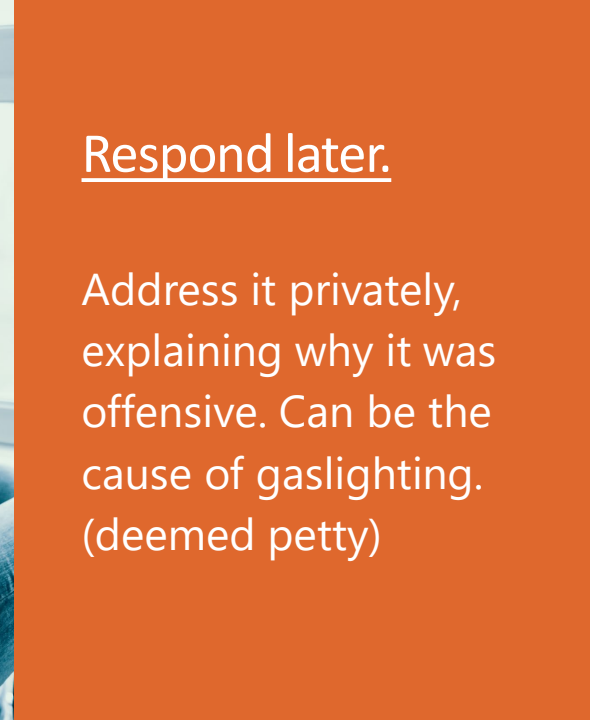 Respond later.
Address it privately,
explaining why it was
offensive. Can be the
cause of gaslighting.
(deemed petty)